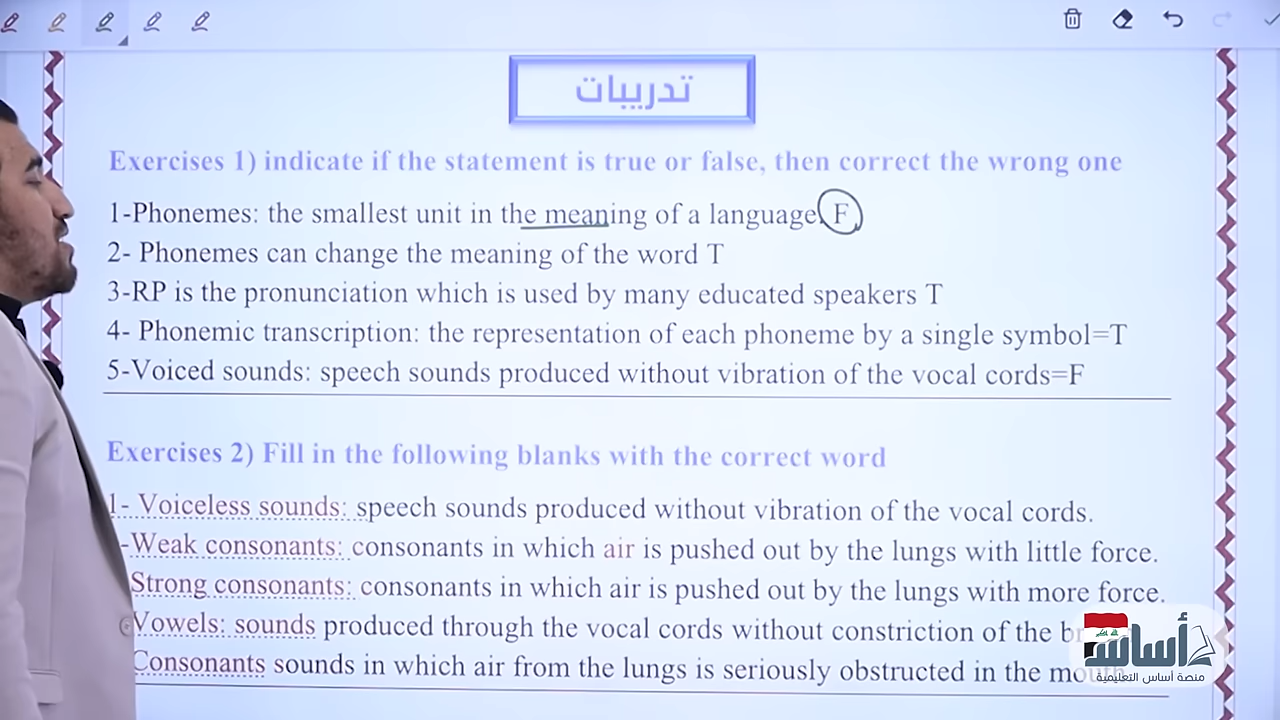 تدريبات
Exercises 1) indicate if the statement is true or false, then correct the wrong one
1-Phonemes: the smallest unit in the meaning of a language. F
2- Phonemes can change the meaning of the word T
3-RP is the pronunciation which is used by many educated speakers T
4- Phonemic transcription: the representation of each phoneme by a single symbol=T
5-Voiced sounds: speech sounds produced without vibration of the vocal cords=F
Exercises 2) Fill in the following blanks with the correct word
1- Voiceless sounds: speech sounds produced without vibration of the vocal cords.
-Weak consonants: consonants in which air is pushed out by the lungs with little force.
Strong consonants: consonants in which air is pushed out by the lungs with more force.
Vowels: sounds produced through the vocal cords without constriction of the
Consonants sounds in which air from the lungs is seriously obstructed in the
أساس
منصة أساس التعليمية